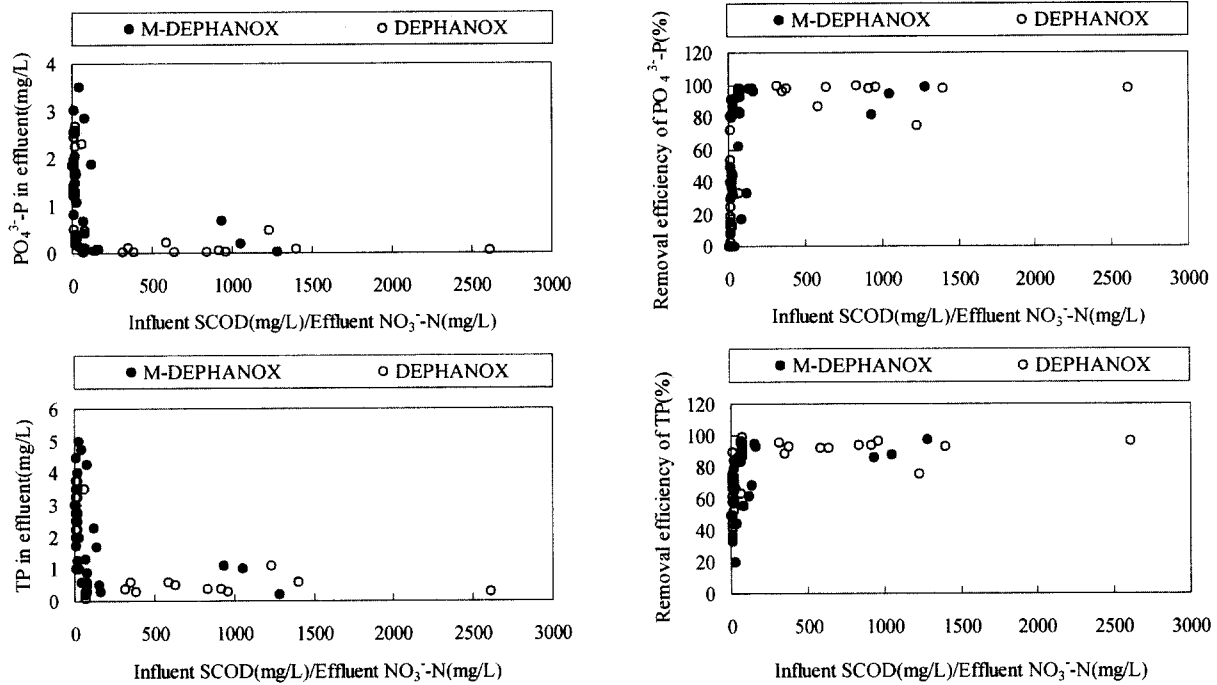 M-DEPHANOX DEPHANOX
PO₄³-P in effluent(mg/L)
4
3
2
1
0
0 500 1000 1500 2000 2500 3000
Influent SCOD(mg/L)/Effluent NO₃⁻-N(mg/L)
M-DEPHANOX DEPHANOX
Removal efficiency of PO₄³-P(%)
120
100
80
60
40
20
0
0 500 1000 1500 2000 2500 3000
Influent SCOD(mg/L)/Effluent NO₃⁻-N(mg/L)
M-DEPHANOX DEPHANOX
TP in effluent(mg/L)
6
5
4
3
2
1
0
0 500 1000 1500 2000 2500 3000
Influent SCOD(mg/L)/Effluent NO₃⁻-N(mg/L)
M-DEPHANOX DEPHANOX
Removal efficiency of TP(%)
120
100
80
60
40
20
0
0 500 1000 1500 2000 2500 3000
Influent SCOD(mg/L)/Effluent NO₃⁻-N(mg/L)